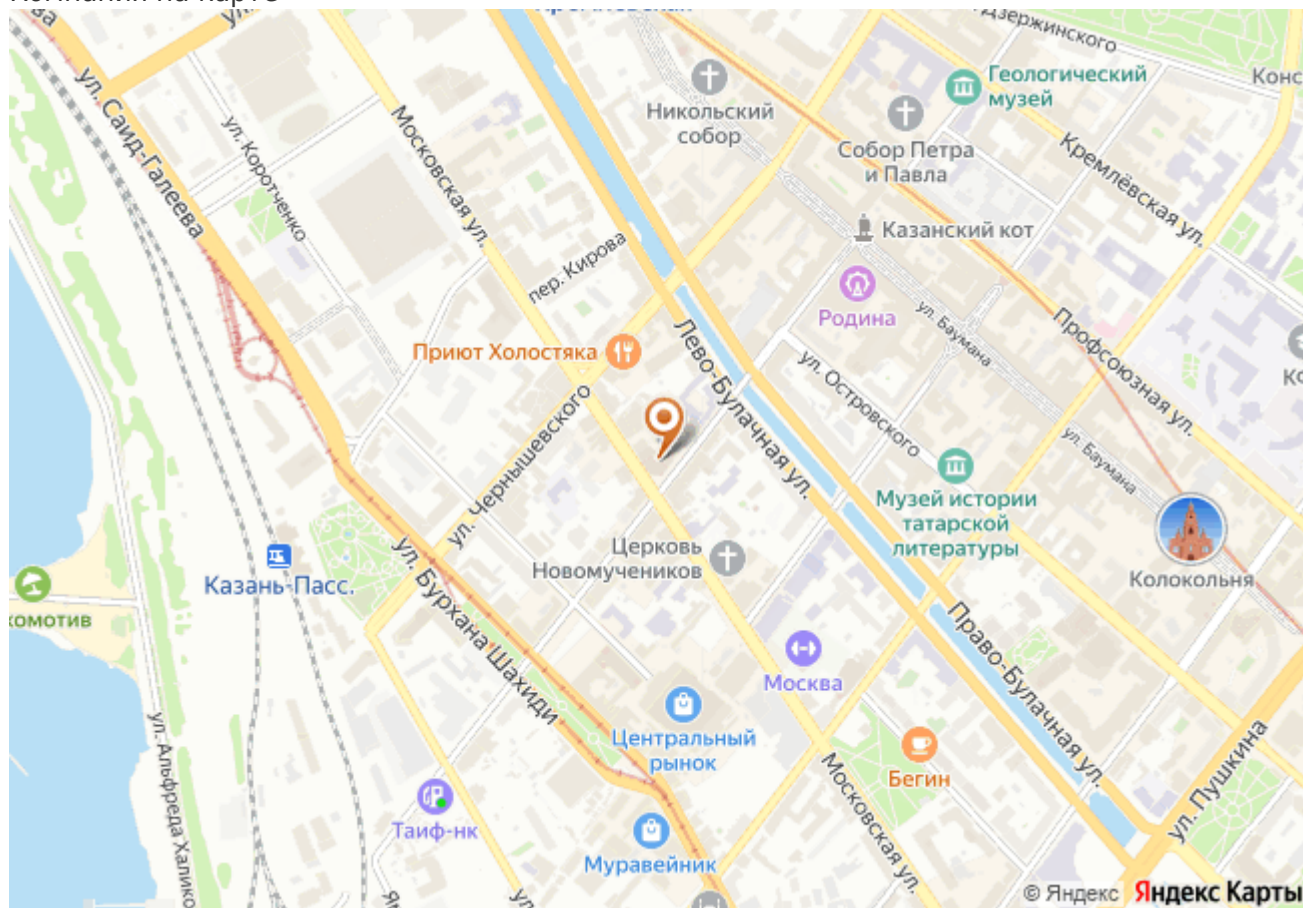 ул. Дзержинского
Геологический
музей
Никольский
собор
Собор Петра
и Павла
Кремлёвская ул.
ул. Саид-Галеева
ул. Коротченко
Московская ул.
Казанский кот
пер. Кирова
Родина
ул. Баумана
Профсоюзная ул.
Приют Холостяка
Лево-Булачная ул.
ул. Островского
ул. Чернышевского
ул. Баумана
Музей истории
татарской
литературы
Церковь
Новомучеников
Казань-Пасс.
Колокольня
ул. Бурхана Шахиди
Право-Булачная ул.
Москва
Центральный
рынок
Бегин
ул. Пушкина
Московская ул.
ул. Альфреда Халико
Таиф-нк
Муравейник
© Яндекс Яндекс Карты